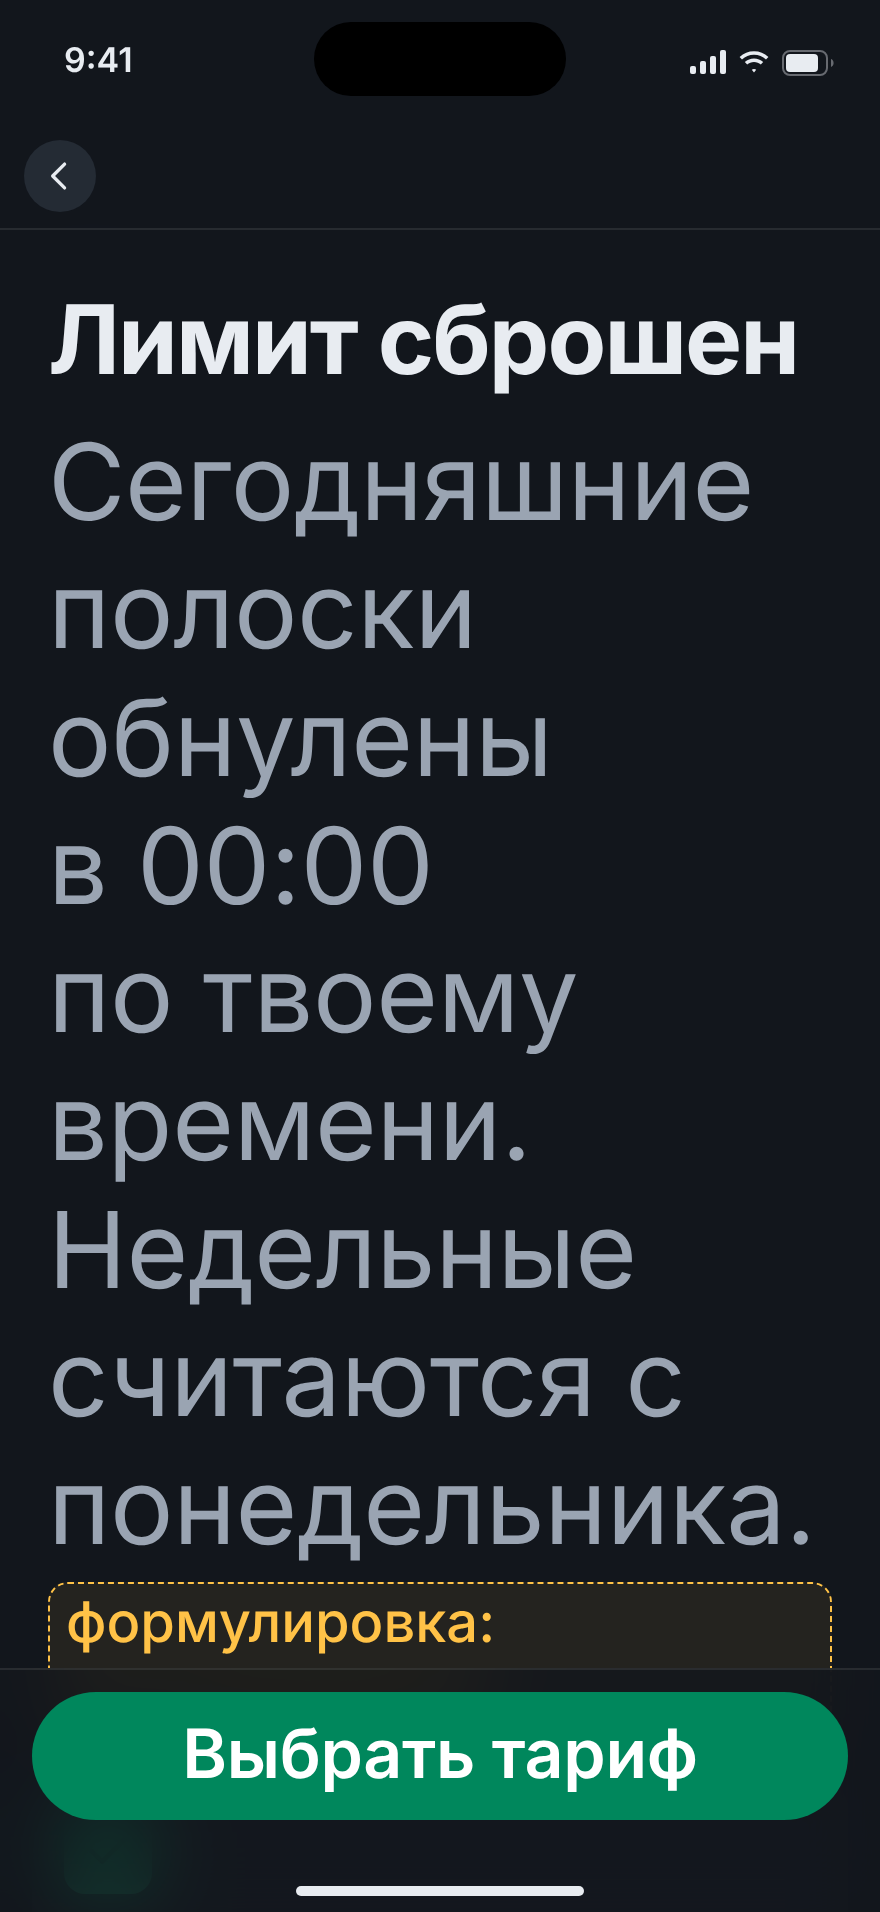 9:41
Лимит сброшен
Сегодняшние
полоски
обнулены
в 00:00
по твоему
времени.
Недельные
считаются с
понедельника.
формулировка:
Выбрать тариф